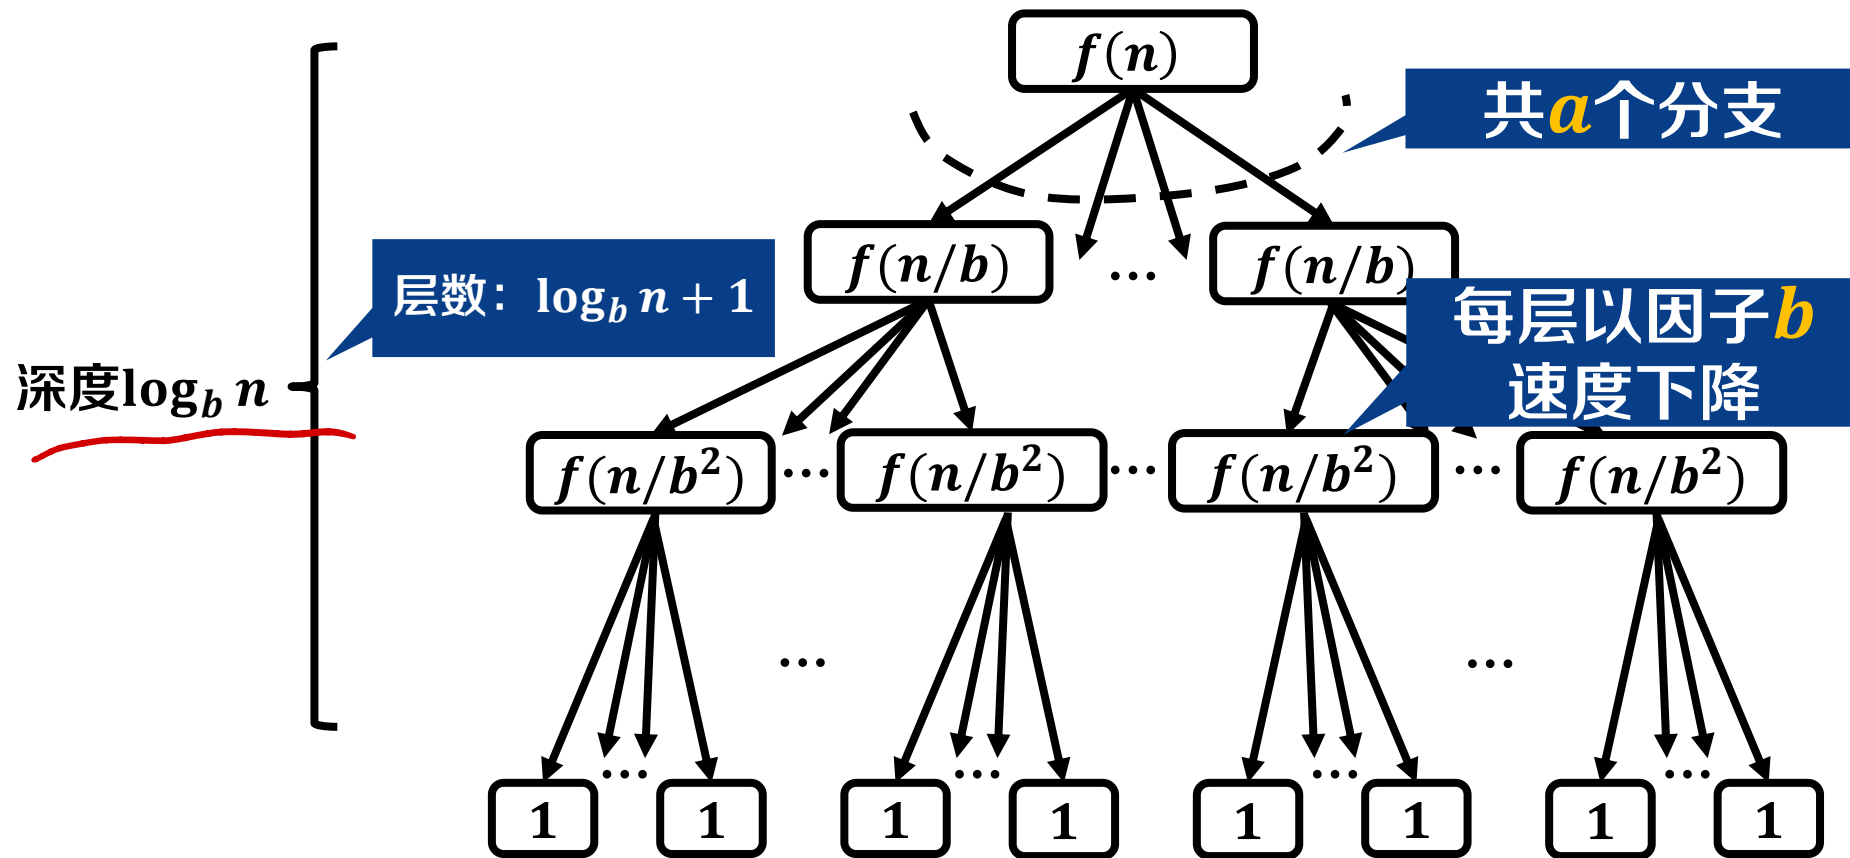 f(n)
共a个分支
f(n/b) … f(n/b)
层数：log_b n + 1
每层以因子b
速度下降
深度log_b n
f(n/b²) … f(n/b²) … f(n/b²) … f(n/b²)
… …
… … … …
1 1 1 1 1 1 1 1